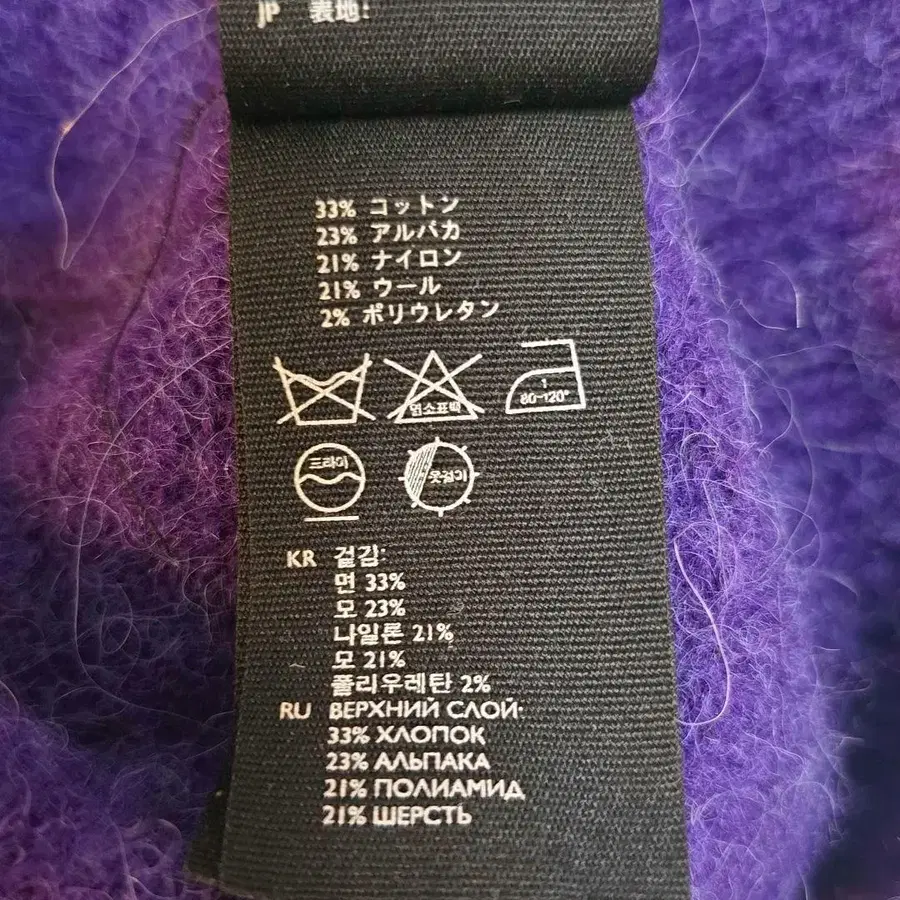 JP 表地:
33% コットン
23% アルパカ
21% ナイロン
21% ウール
2% ポリウレタン
염소표백
1
80~120°
드라이
옷걸이
KR 겉감:
면 33%
모 23%
나일론 21%
모 21%
폴리우레탄 2%
RU ВЕРХНИЙ СЛОЙ:
33% ХЛОПОК
23% АЛЬПАКА
21% ПОЛИАМИД
21% ШЕРСТЬ